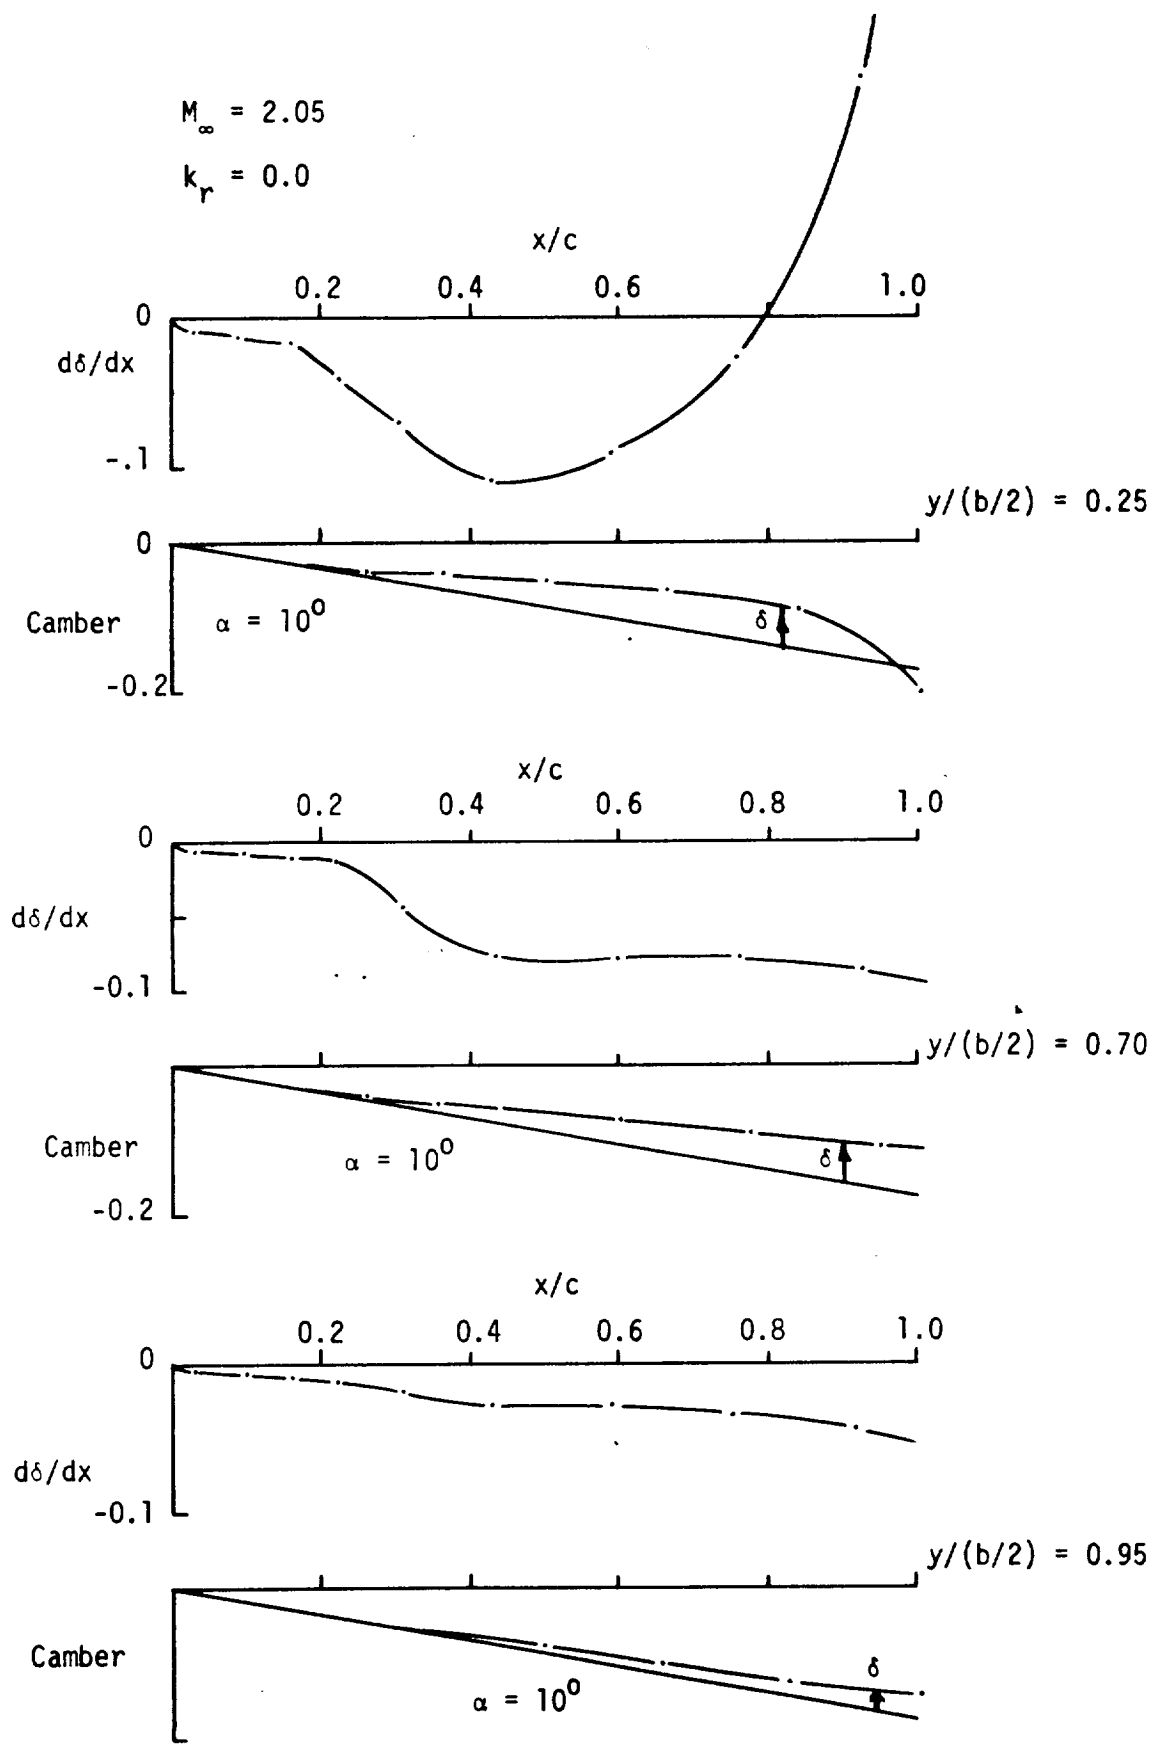 M∞ = 2.05
kr = 0.0
x/c
0.2 0.4 0.6 1.0
0
dδ/dx
-.1
y/(b/2) = 0.25
0
Camber
α = 10⁰
δ
-0.2
x/c
0.2 0.4 0.6 0.8 1.0
0
dδ/dx
-0.1
y/(b/2) = 0.70
Camber
α = 10⁰
δ
-0.2
x/c
0.2 0.4 0.6 0.8 1.0
0
dδ/dx
-0.1
y/(b/2) = 0.95
Camber
δ
α = 10⁰